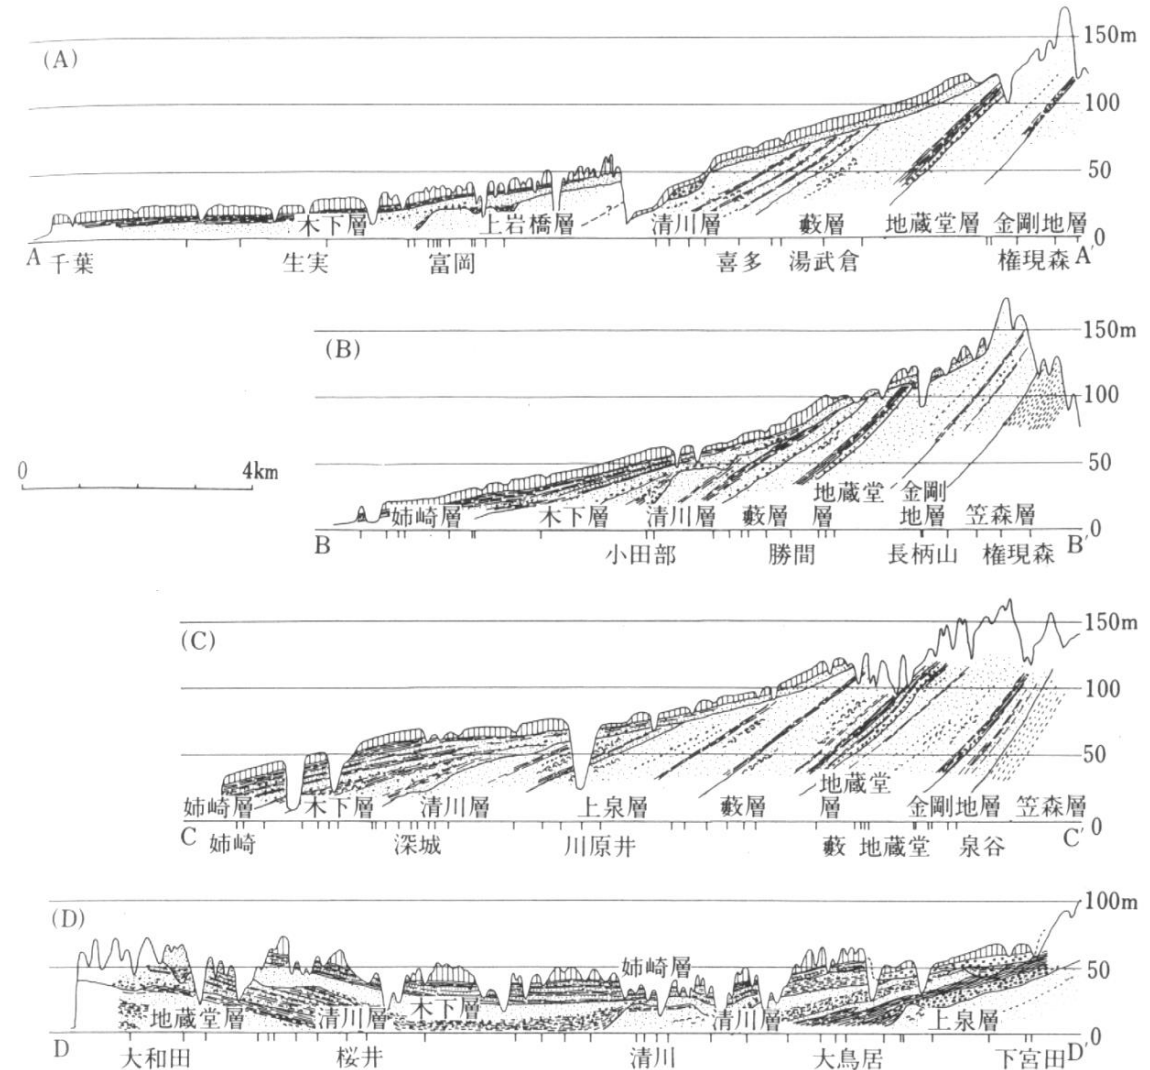 (A)
150m
100
50
木下層 上岩橋層 清川層 藪層 地蔵堂層 金剛地層 0
A 千葉 生実 富岡 喜多 湯武倉 権現森 A'
(B)
150m
100
50
地蔵堂 金剛
姉崎層 木下層 清川層 藪層 層 地層 笠森層 0
B 小田部 勝間 長柄山 権現森 B'
0 4km
(C)
150m
100
50
地蔵堂
姉崎層 木下層 清川層 上泉層 藪層 層 金剛地層 笠森層
0
C 姉崎 深城 川原井 藪 地蔵堂 泉谷 C'
(D)
100m
姉崎層 50
木下層
地蔵堂層 清川層 清川層 上泉層
0
D 大和田 桜井 清川 大鳥居 下宮田 D'